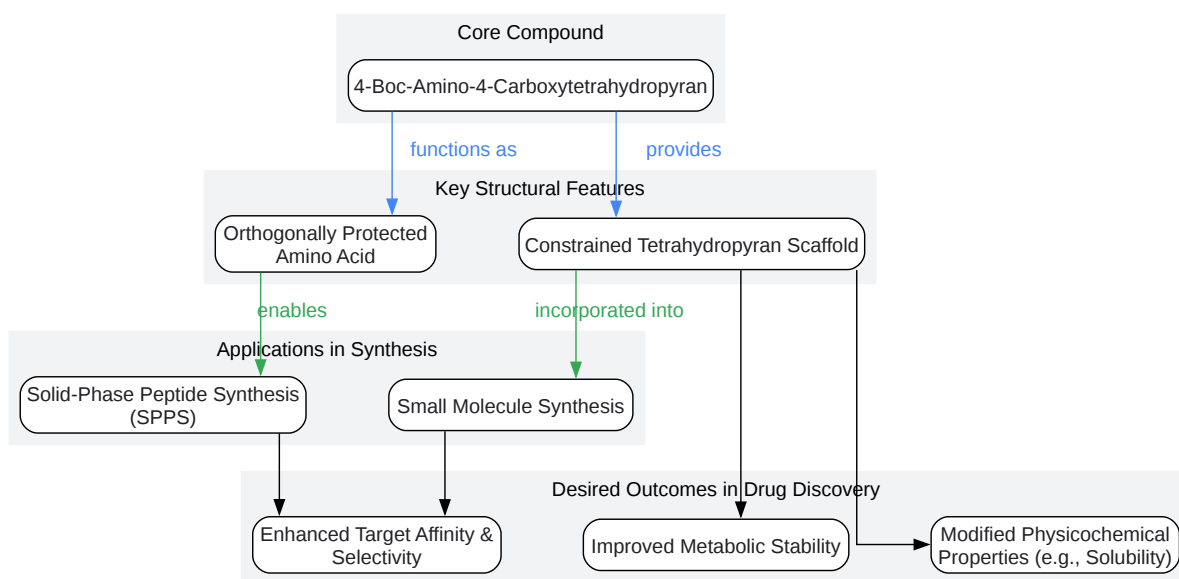 Core Compound
4-Boc-Amino-4-Carboxytetrahydropyran
functions as
provides
Key Structural Features
Orthogonally Protected
Amino Acid
Constrained Tetrahydropyran Scaffold
enables
incorporated into
Applications in Synthesis
Solid-Phase Peptide Synthesis
(SPPS)
Small Molecule Synthesis
Desired Outcomes in Drug Discovery
Enhanced Target Affinity &
Selectivity
Improved Metabolic Stability
Modified Physicochemical
Properties (e.g., Solubility)